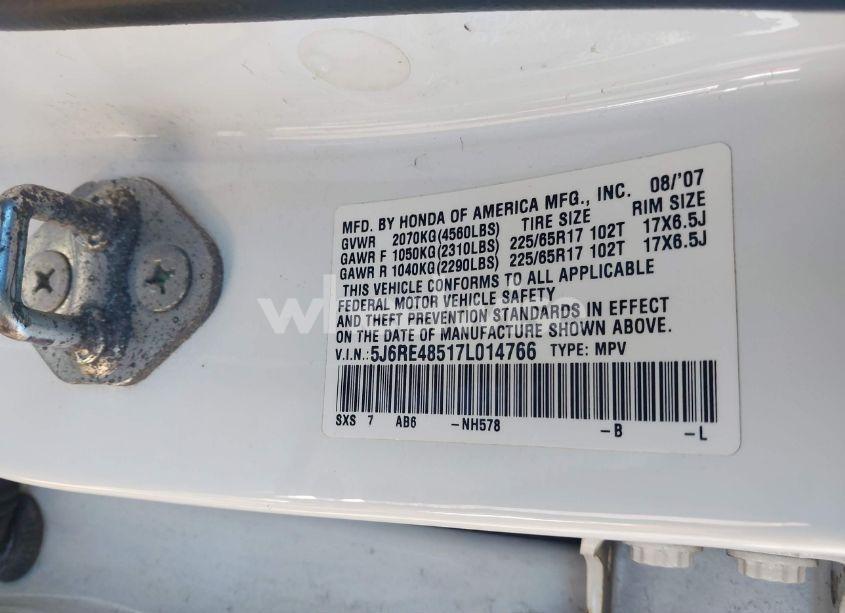 MFD. BY HONDA OF AMERICA MFG., INC. 08/'07
GVWR 2070KG(4560LBS) TIRE SIZE RIM SIZE
GAWR F 1050KG(2310LBS) 225/65R17 102T 17X6.5J
GAWR R 1040KG(2290LBS) 225/65R17 102T 17X6.5J
THIS VEHICLE CONFORMS TO ALL APPLICABLE
FEDERAL MOTOR VEHICLE SAFETY
AND THEFT PREVENTION STANDARDS IN EFFECT
ON THE DATE OF MANUFACTURE SHOWN ABOVE.
V.I.N.:5J6RE48517L014766 TYPE: MPV
SXS 7 AB6 -NH578 -B -L